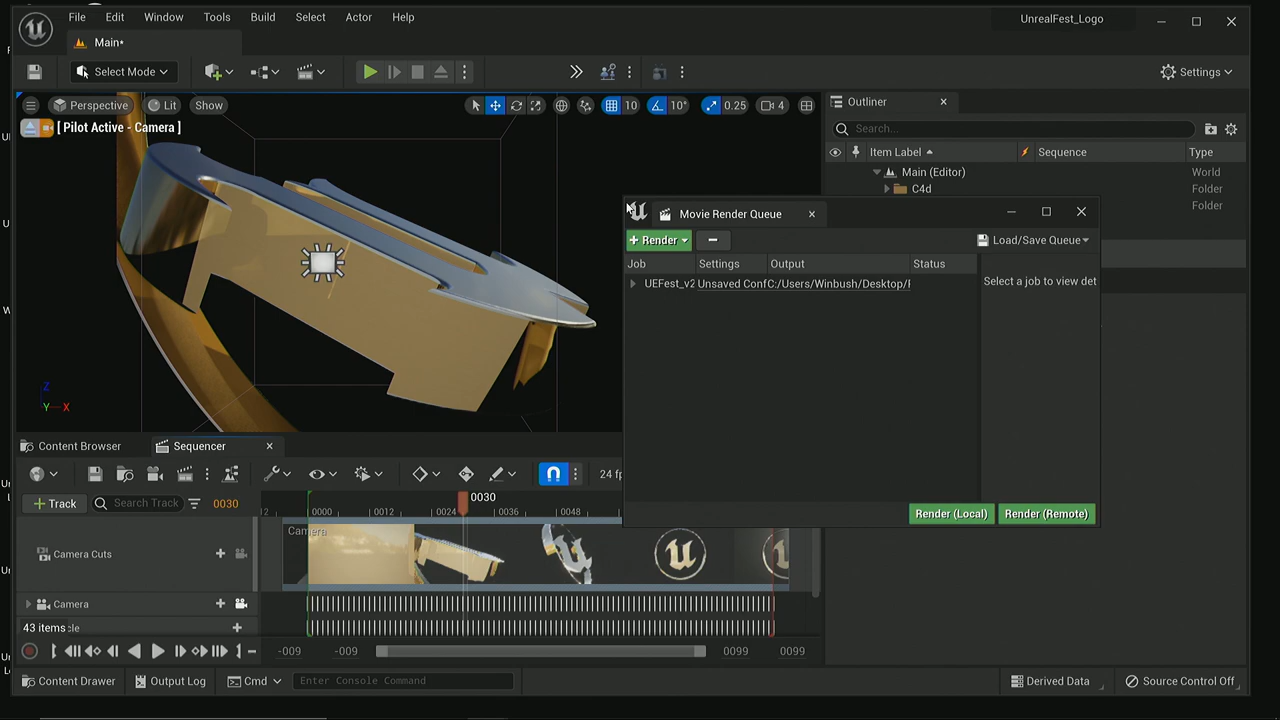 File Edit Window Tools Build Select Actor Help UnrealFest_Logo
Main*
Select Mode Settings
Perspective Lit Show 10 10° 0.25 4 Outliner
[ Pilot Active - Camera ] Search...
Item Label Sequence Type
Main (Editor) World
C4d Folder
Folder
Movie Render Queue
Render Load/Save Queue
Job Settings Output Status
UEFest_v2 Unsaved Conf C:/Users/Winbush/Desktop/ Select a job to view det
Z
Y X
Content Browser Sequencer
24 fp
Track Search Track 0030 0030
0000 0012 0024 0036 0048
Render (Local) Render (Remote)
Camera
Camera Cuts
Camera
43 items
-009 -009 0099 0099
Content Drawer Output Log Cmd Enter Console Command Derived Data Source Control Off